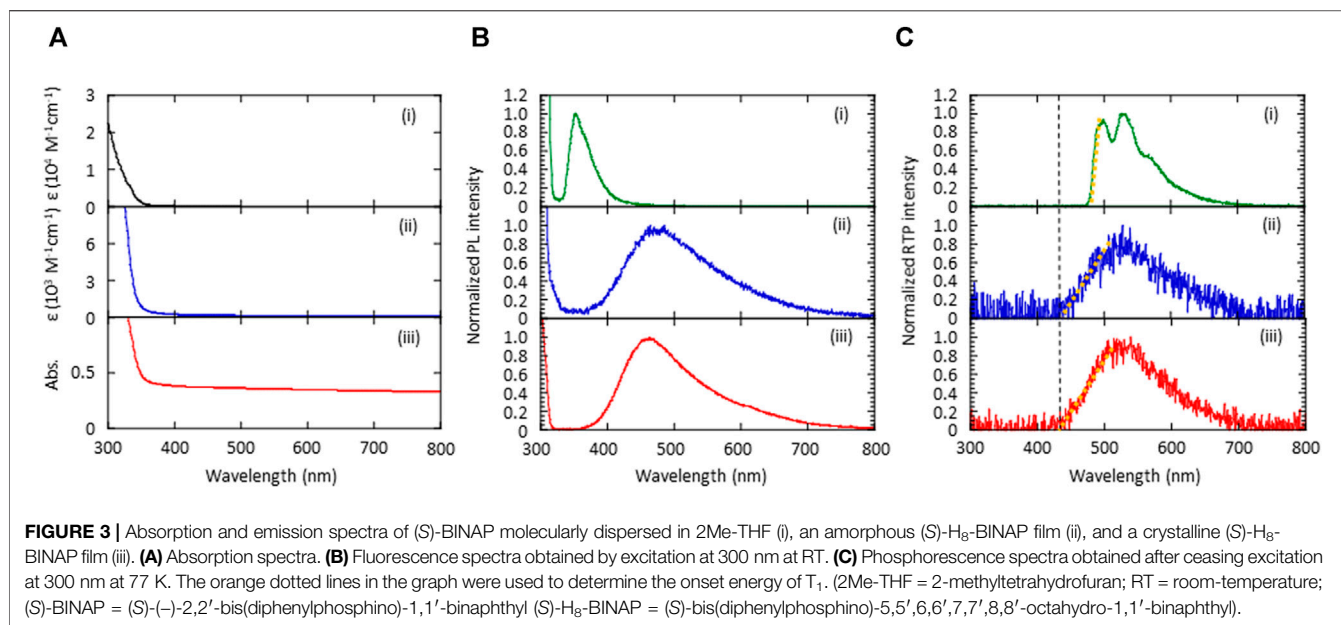 A
B
C
3
2
1
0
ε (10⁴ M⁻¹cm⁻¹)
(i)
6
3
0
ε (10³ M⁻¹cm⁻¹)
(ii)
0.5
0
Abs.
(iii)
300 400 500 600 700 800
Wavelength (nm)
1.2
1.0
0.8
0.6
0.4
0.2
0
(i)
1.0
0.8
0.6
0.4
0.2
0
(ii)
1.0
0.8
0.6
0.4
0.2
0
(iii)
Normalized PL intensity
300 400 500 600 700 800
Wavelength (nm)
1.2
1.0
0.8
0.6
0.4
0.2
0
(i)
1.0
0.8
0.6
0.4
0.2
0
(ii)
1.0
0.8
0.6
0.4
0.2
0
(iii)
Normalized RTP intensity
300 400 500 600 700 800
Wavelength (nm)
FIGURE 3 | Absorption and emission spectra of (S)-BINAP molecularly dispersed in 2Me-THF (i), an amorphous (S)-H₈-BINAP film (ii), and a crystalline (S)-H₈-
BINAP film (iii). (A) Absorption spectra. (B) Fluorescence spectra obtained by excitation at 300 nm at RT. (C) Phosphorescence spectra obtained after ceasing excitation
at 300 nm at 77 K. The orange dotted lines in the graph were used to determine the onset energy of T₁. (2Me-THF = 2-methyltetrahydrofuran; RT = room-temperature;
(S)-BINAP = (S)-(−)-2,2′-bis(diphenylphosphino)-1,1′-binaphthyl (S)-H₈-BINAP = (S)-bis(diphenylphosphino)-5,5′,6,6′,7,7′,8,8′-octahydro-1,1′-binaphthyl).